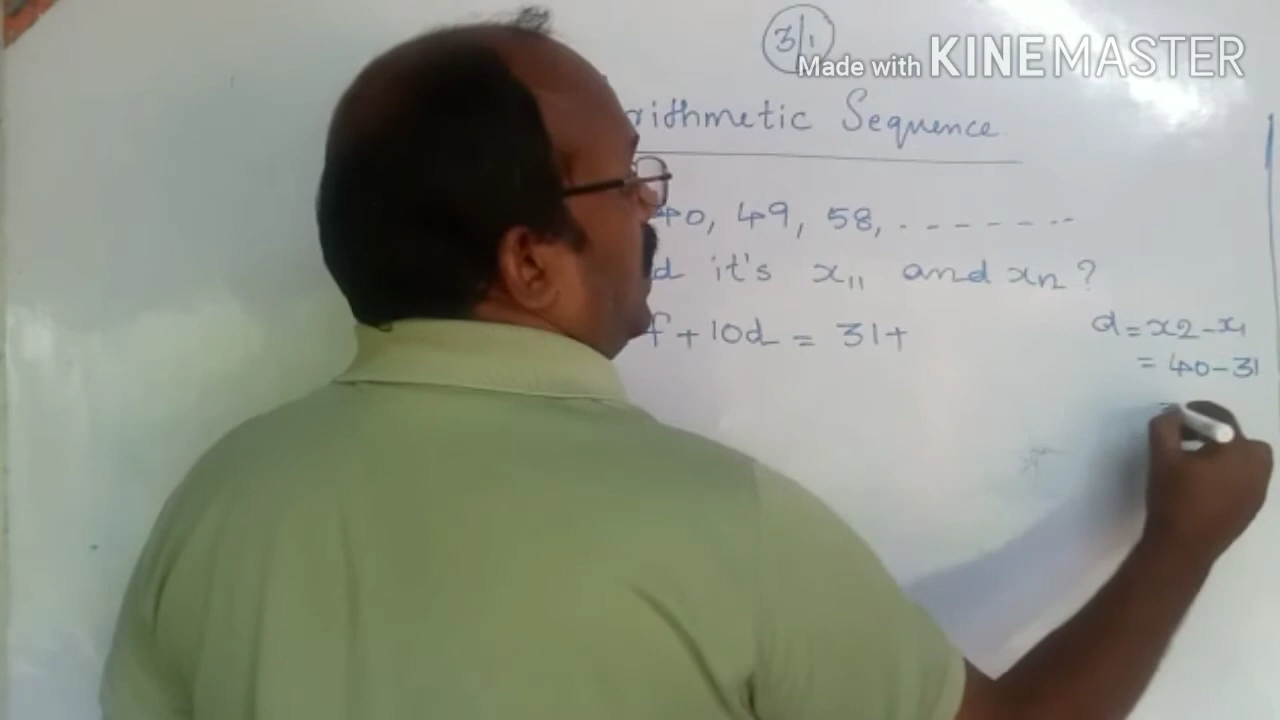 3/1
Made with KINEMASTER
rithmetic Sequence
40, 49, 58, . - - - - - - ..
d it's x₁₁ and xn?
f + 10d = 31+
d = x2 - x1
= 40 - 31
=